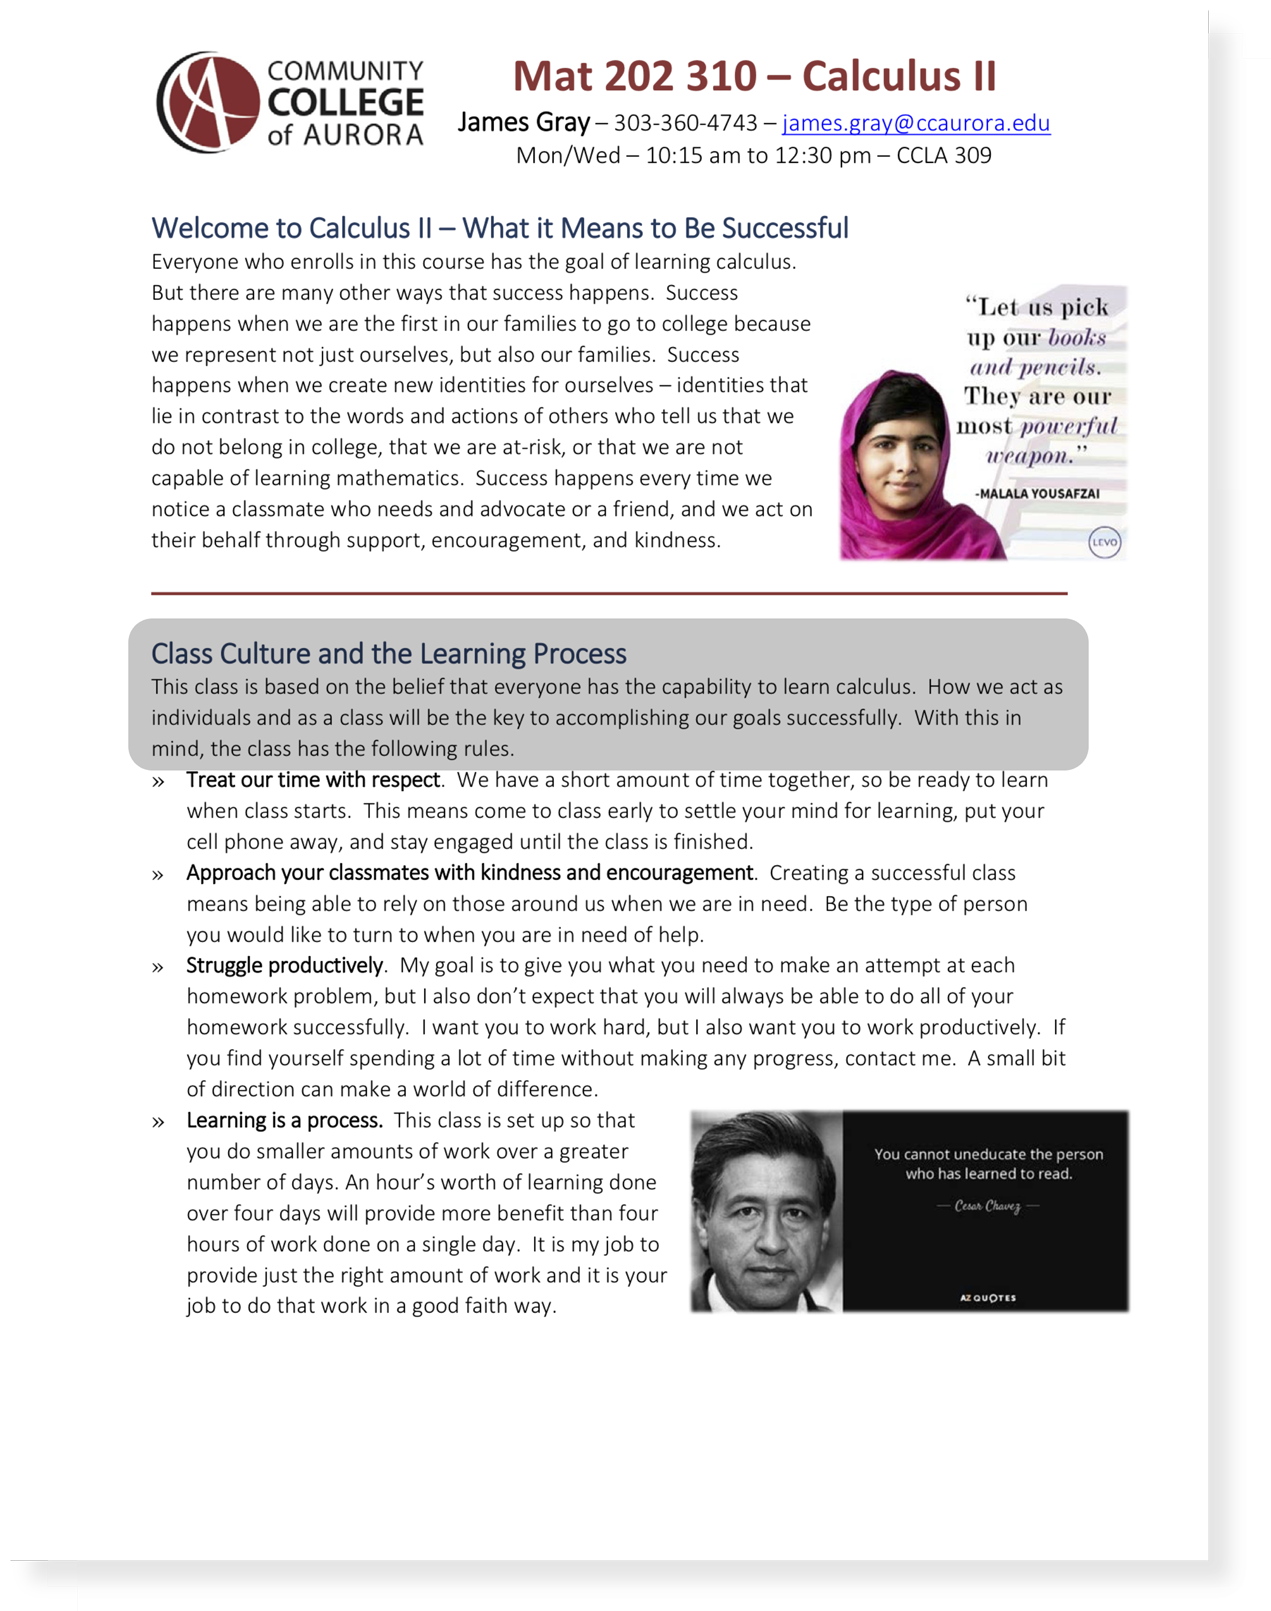 COMMUNITY
COLLEGE
of AURORA
Mat 202 310 – Calculus II
James Gray – 303-360-4743 – james.gray@ccaurora.edu
Mon/Wed – 10:15 am to 12:30 pm – CCLA 309
Welcome to Calculus II – What it Means to Be Successful
Everyone who enrolls in this course has the goal of learning calculus.
But there are many other ways that success happens.  Success
happens when we are the first in our families to go to college because
we represent not just ourselves, but also our families.  Success
happens when we create new identities for ourselves – identities that
lie in contrast to the words and actions of others who tell us that we
do not belong in college, that we are at-risk, or that we are not
capable of learning mathematics.  Success happens every time we
notice a classmate who needs and advocate or a friend, and we act on
their behalf through support, encouragement, and kindness.
“Let us pick
up our books
and pencils.
They are our
most powerful
weapon.”
-MALALA YOUSAFZAI
LEVO
Class Culture and the Learning Process
This class is based on the belief that everyone has the capability to learn calculus.  How we act as
individuals and as a class will be the key to accomplishing our goals successfully.  With this in
mind, the class has the following rules.
» Treat our time with respect.  We have a short amount of time together, so be ready to learn
when class starts.  This means come to class early to settle your mind for learning, put your
cell phone away, and stay engaged until the class is finished.
» Approach your classmates with kindness and encouragement.  Creating a successful class
means being able to rely on those around us when we are in need.  Be the type of person
you would like to turn to when you are in need of help.
» Struggle productively.  My goal is to give you what you need to make an attempt at each
homework problem, but I also don’t expect that you will always be able to do all of your
homework successfully.  I want you to work hard, but I also want you to work productively.  If
you find yourself spending a lot of time without making any progress, contact me.  A small bit
of direction can make a world of difference.
» Learning is a process.  This class is set up so that
you do smaller amounts of work over a greater
number of days. An hour’s worth of learning done
over four days will provide more benefit than four
hours of work done on a single day.  It is my job to
provide just the right amount of work and it is your
job to do that work in a good faith way.
You cannot uneducate the person
who has learned to read.
— Cesar Chavez —
AZ QUOTES